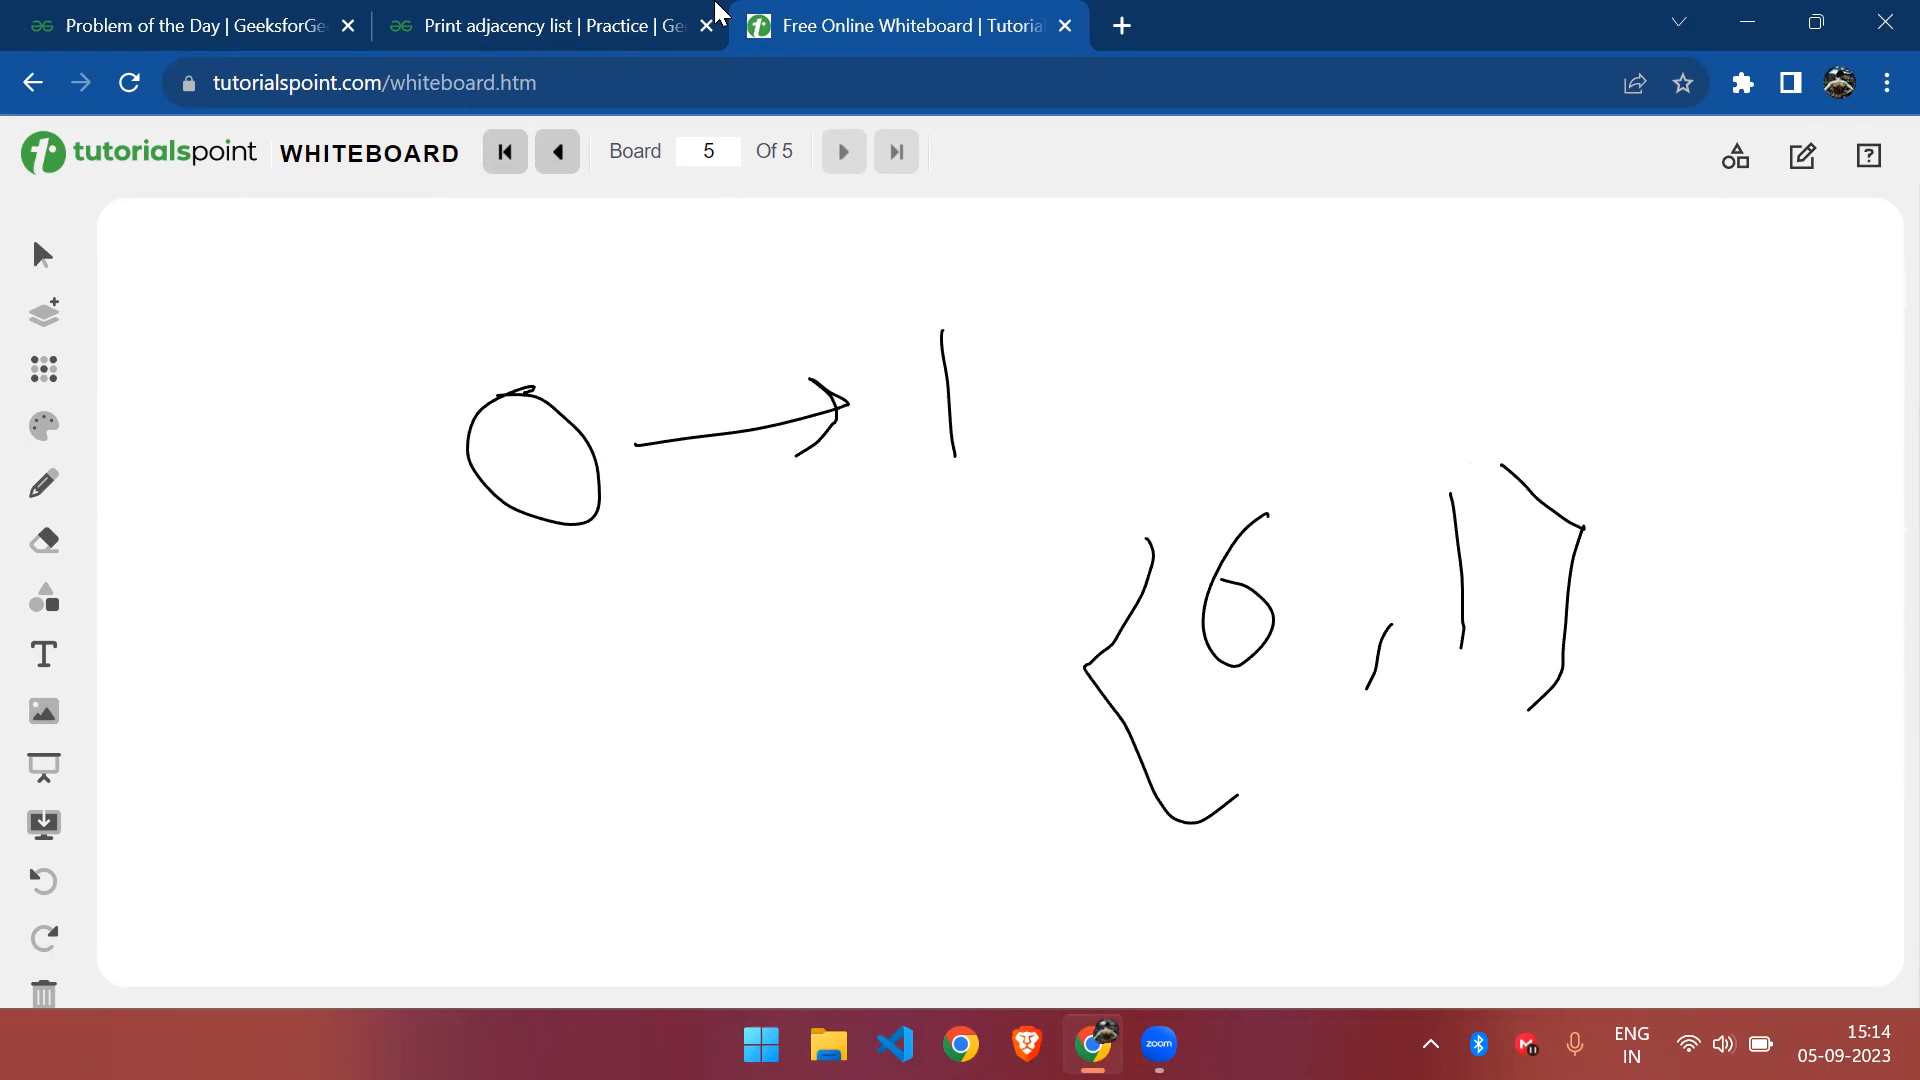 Problem of the Day | GeeksforGe
Print adjacency list | Practice | Ge
Free Online Whiteboard | Tutoria
tutorialspoint.com/whiteboard.htm
tutorialspoint WHITEBOARD Board 5 Of 5
0 → 1
< 6 , 1 >
zoom
ENG
IN
15:14
05-09-2023